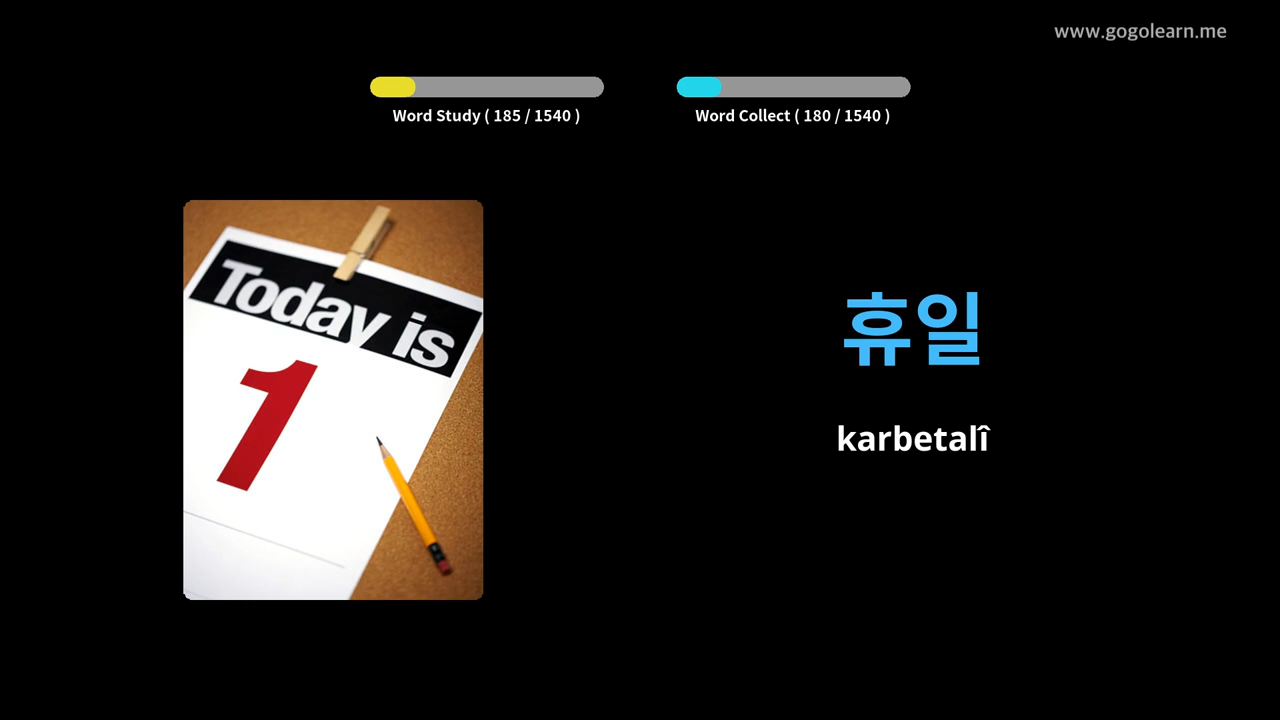 www.gogolearn.me
Word Study ( 185 / 1540 )
Word Collect ( 180 / 1540 )
Today is
1
휴일
karbetalî